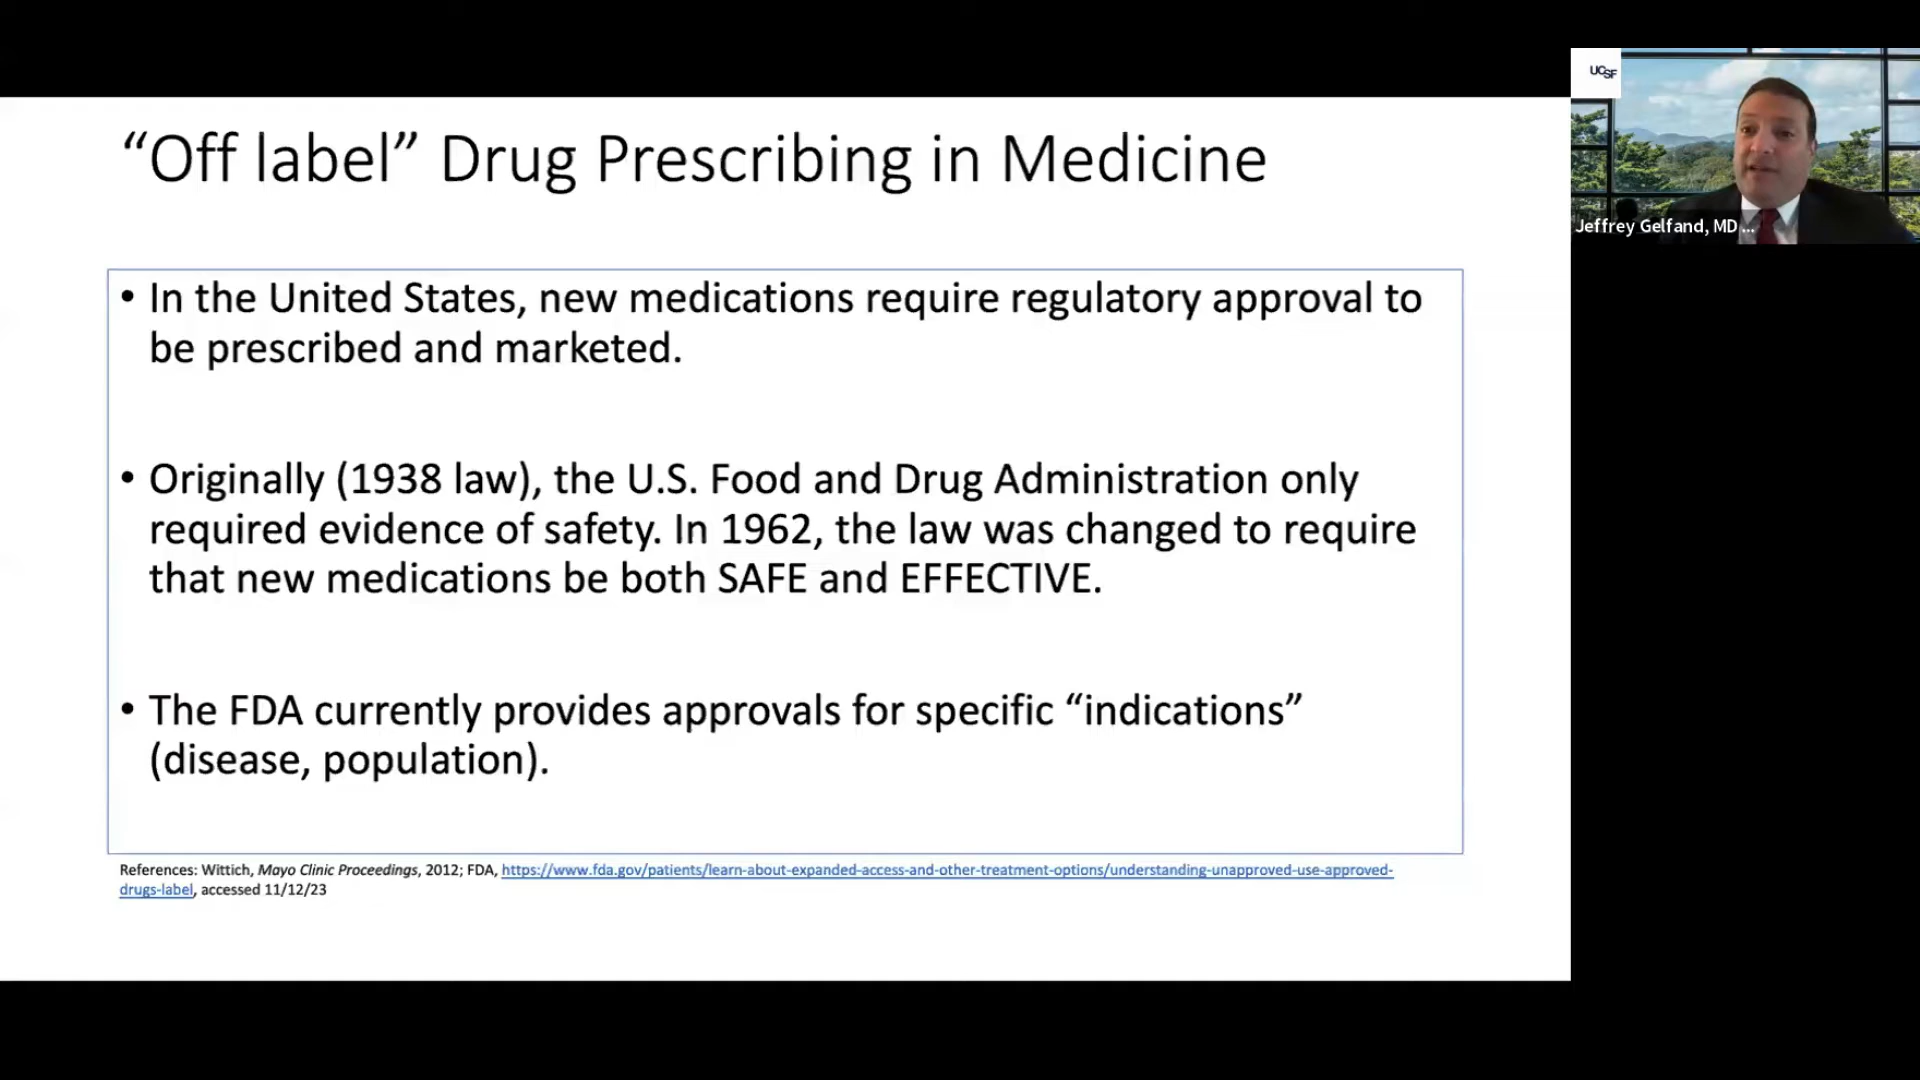 “Off label” Drug Prescribing in Medicine
• In the United States, new medications require regulatory approval to
be prescribed and marketed.
• Originally (1938 law), the U.S. Food and Drug Administration only
required evidence of safety. In 1962, the law was changed to require
that new medications be both SAFE and EFFECTIVE.
• The FDA currently provides approvals for specific “indications”
(disease, population).
References: Wittich, Mayo Clinic Proceedings, 2012; FDA, https://www.fda.gov/patients/learn-about-expanded-access-and-other-treatment-options/understanding-unapproved-use-approved-
drugs-label, accessed 11/12/23
UCSF
Jeffrey Gelfand, MD ...